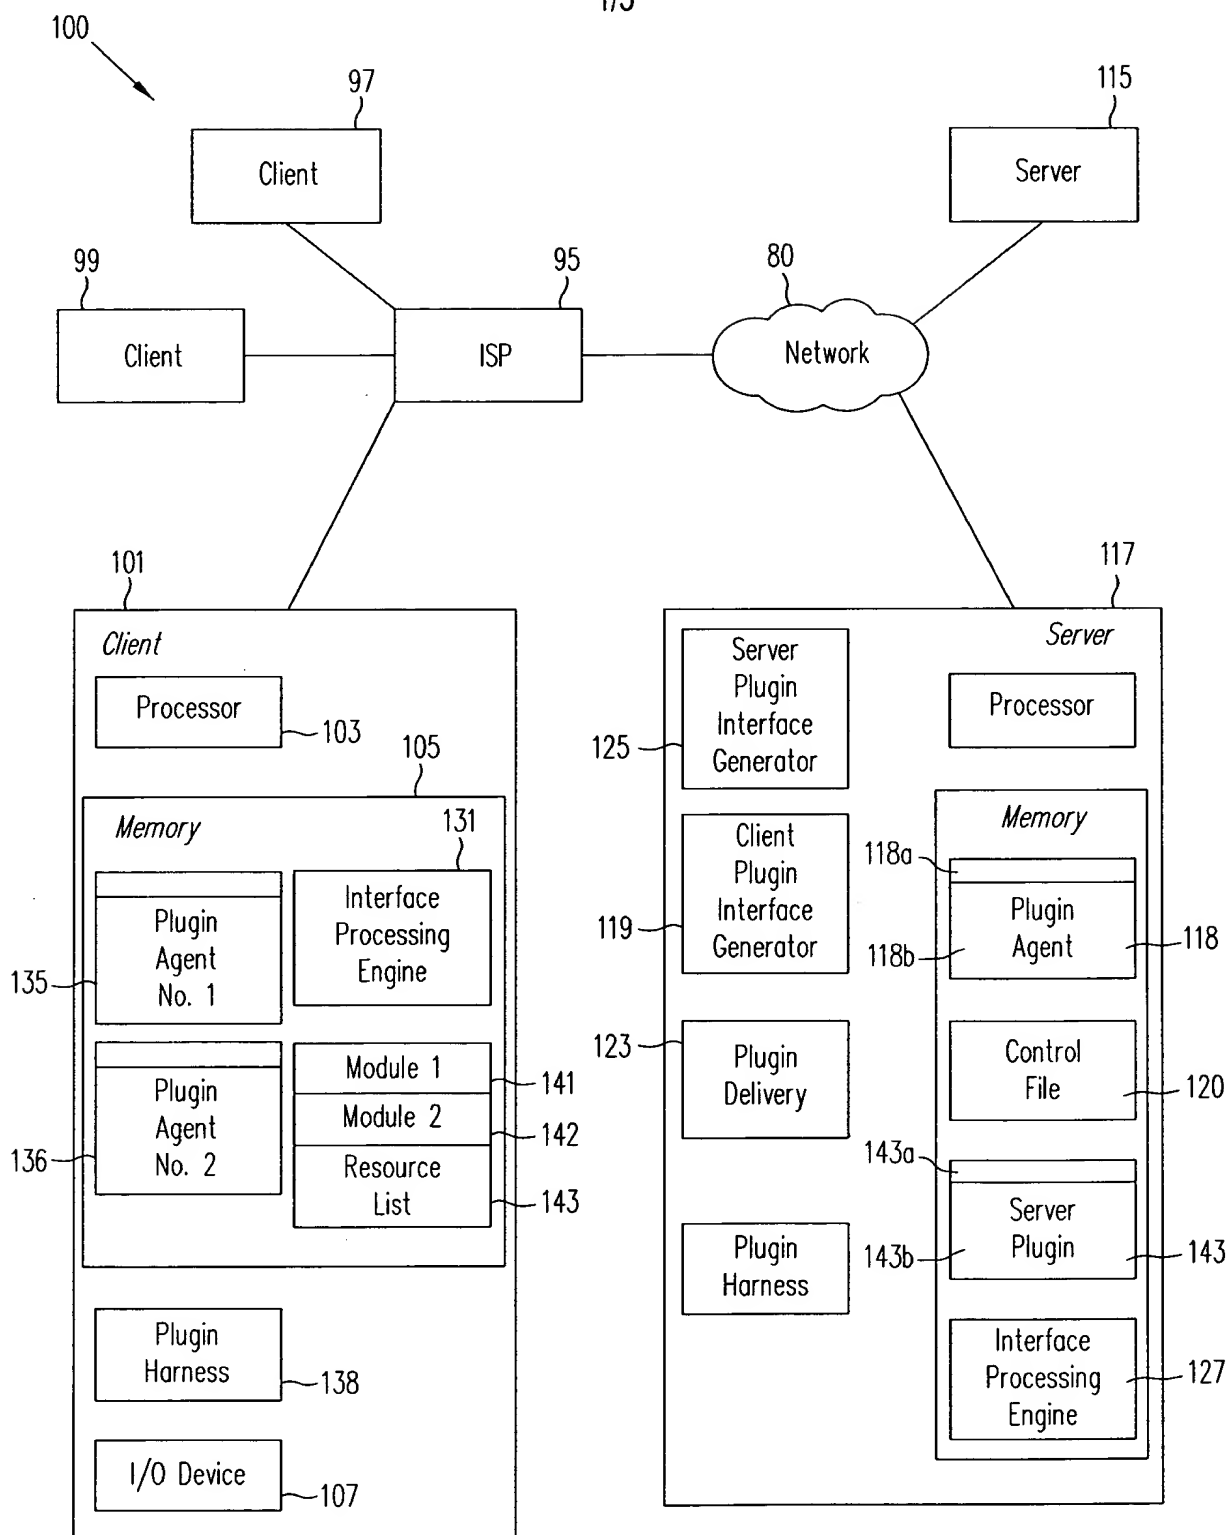 1/5
100
97
Client
115
Server
99
Client
95
ISP
80
Network
101
Client
Processor
103
105
Memory
131
Interface
Processing
Engine
Plugin
Agent
No. 1
135
Plugin
Agent
No. 2
136
Module 1
141
Module 2
142
Resource
List
143
Plugin
Harness
138
I/O Device
107
117
Server
Server
Plugin
Interface
Generator
125
Processor
Client
Plugin
Interface
Generator
119
Memory
118a
Plugin
Agent
118
118b
123
Plugin
Delivery
Control
File
120
143a
Server
Plugin
143
143b
Plugin
Harness
Interface
Processing
Engine
127